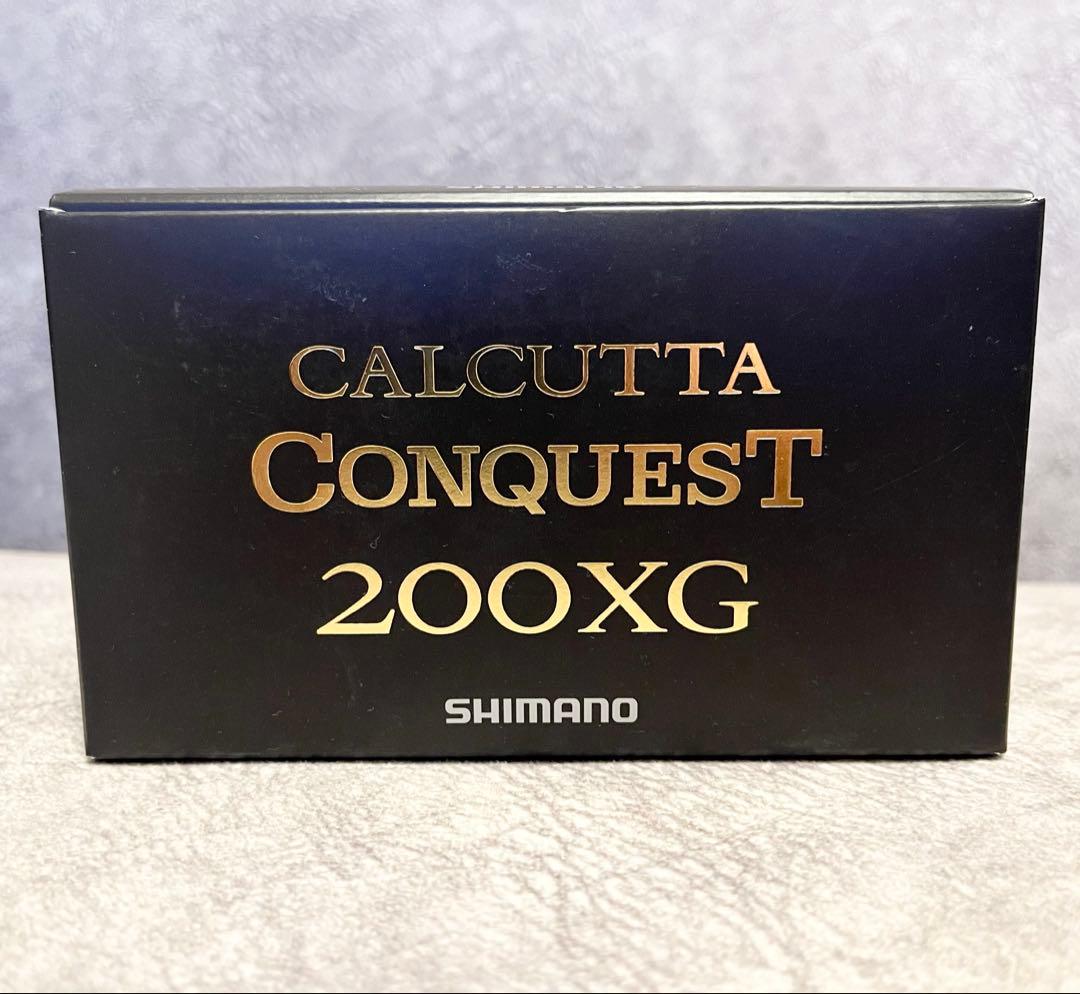 CALCUTTA
CONQUEST
200XG
SHIMANO